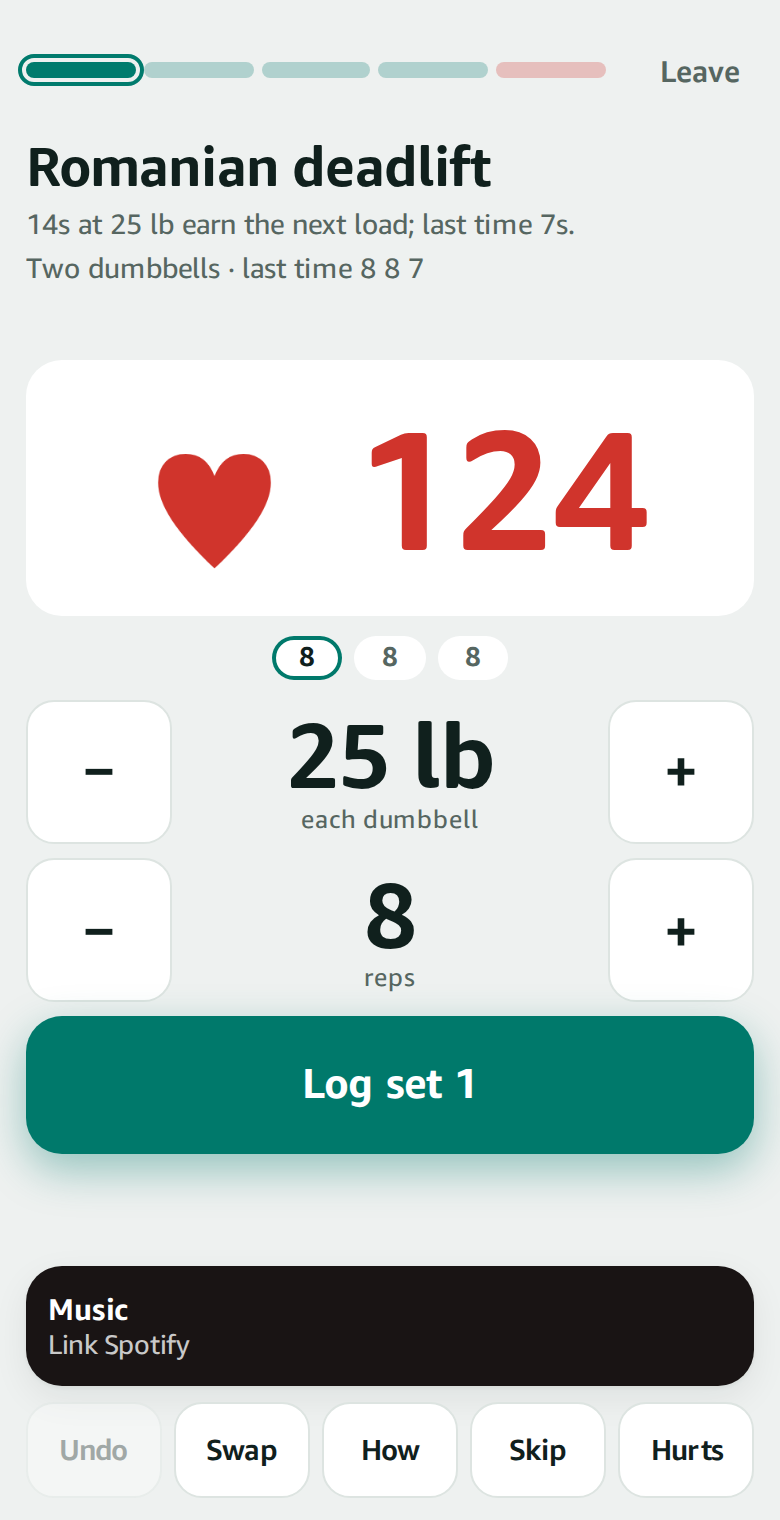 Leave
Romanian deadlift
14s at 25 lb earn the next load; last time 7s.
Two dumbbells · last time 8 8 7
124
8 8 8
− 25 lb +
each dumbbell
− 8 +
reps
Log set 1
Music
Link Spotify
Undo Swap How Skip Hurts